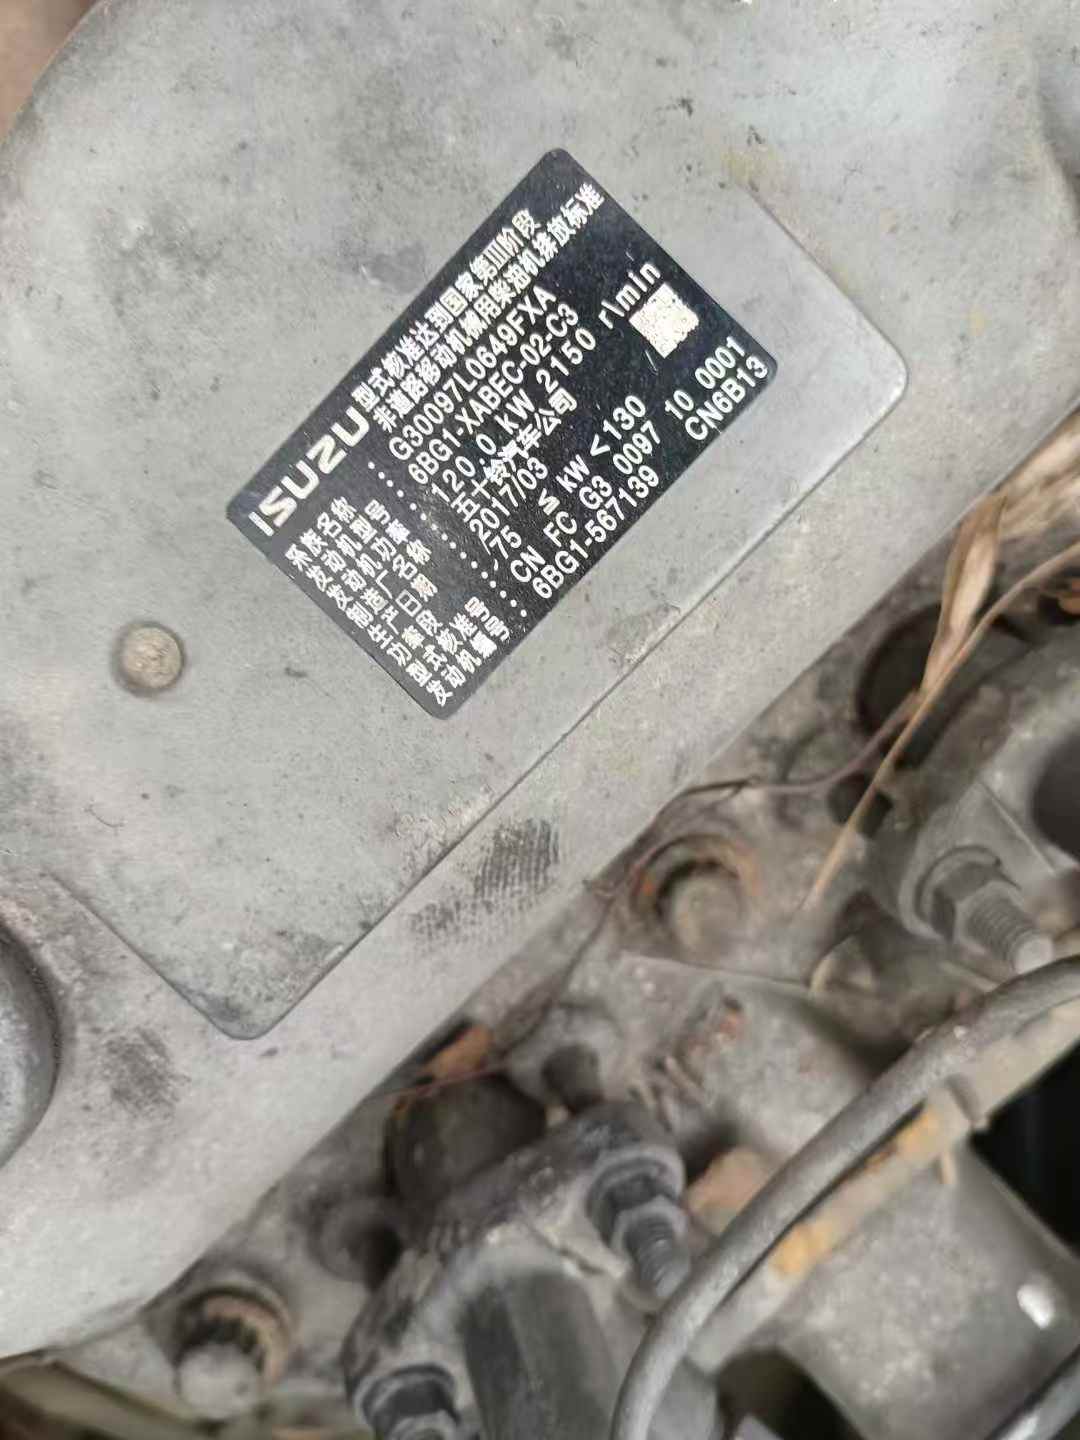 ISUZU 型式核准达到国家第III阶段
非道路移动机械用柴油机排放标准
系族名称 : G30097L0649FXA
发动机型号 : 6BG1-XABEC-02-C3
发动机功率 : 120.0 kW 2150 r\min
制造厂名称 : 五十铃汽车公司
生产日期 : 2017/03
功率段 : 75 ≤ kW <130
型式核准号 : CN FC G3 0097 10 0001
发动机编号 : 6BG1-567139 CN6B13